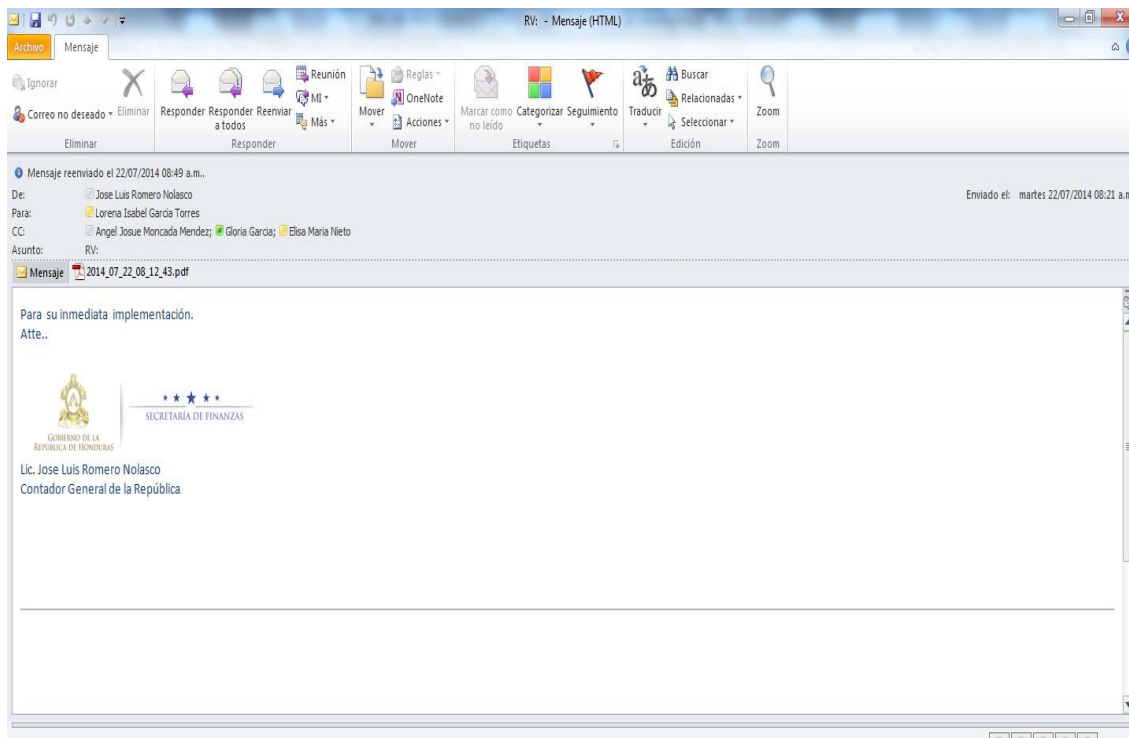 RV: - Mensaje (HTML)
Archivo Mensaje
Ignorar
Correo no deseado
Eliminar
Eliminar
Responder
Responder a todos
Reenviar
Reunión
MI
Más
Responder
Mover
Reglas
OneNote
Acciones
Mover
Marcar como no leído
Categorizar
Seguimiento
Etiquetas
Traducir
Buscar
Relacionadas
Seleccionar
Edición
Zoom
Zoom
Mensaje reenviado el 22/07/2014 08:49 a.m..
De: Jose Luis Romero Nolasco
Enviado el: martes 22/07/2014 08:21 a.m
Para: Lorena Isabel Garcia Torres
CC: Angel Josue Moncada Mendez; Gloria Garcia; Elisa Maria Nieto
Asunto: RV:
Mensaje 2014_07_22_08_12_43.pdf
Para su inmediata implementación.
Atte..
GOBIERNO DE LA
REPÚBLICA DE HONDURAS
SECRETARÍA DE FINANZAS
Lic. Jose Luis Romero Nolasco
Contador General de la República